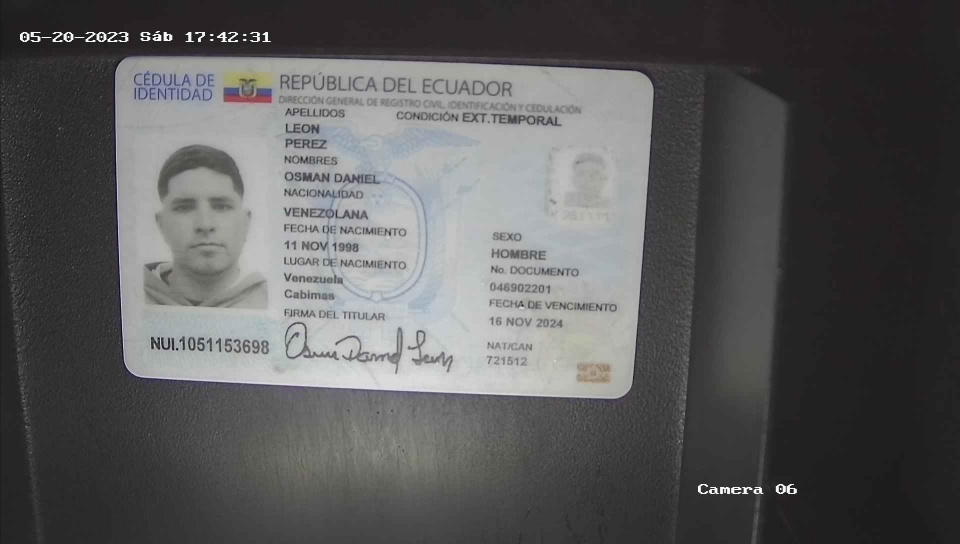 05-20-2023 Sáb 17:42:31
CÉDULA DE
IDENTIDAD
REPÚBLICA DEL ECUADOR
DIRECCIÓN GENERAL DE REGISTRO CIVIL, IDENTIFICACIÓN Y CEDULACIÓN
APELLIDOS
CONDICIÓN EXT.TEMPORAL
LEON
PEREZ
NOMBRES
OSMAN DANIEL
NACIONALIDAD
VENEZOLANA
FECHA DE NACIMIENTO
11 NOV 1998
LUGAR DE NACIMIENTO
Venezuela
Cabimas
FIRMA DEL TITULAR
SEXO
HOMBRE
No. DOCUMENTO
046902201
FECHA DE VENCIMIENTO
16 NOV 2024
NAT/CAN
721512
NUI.1051153698
Camera 06